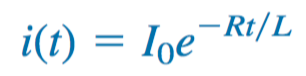 i(t) = I₀e^{−Rt/L}